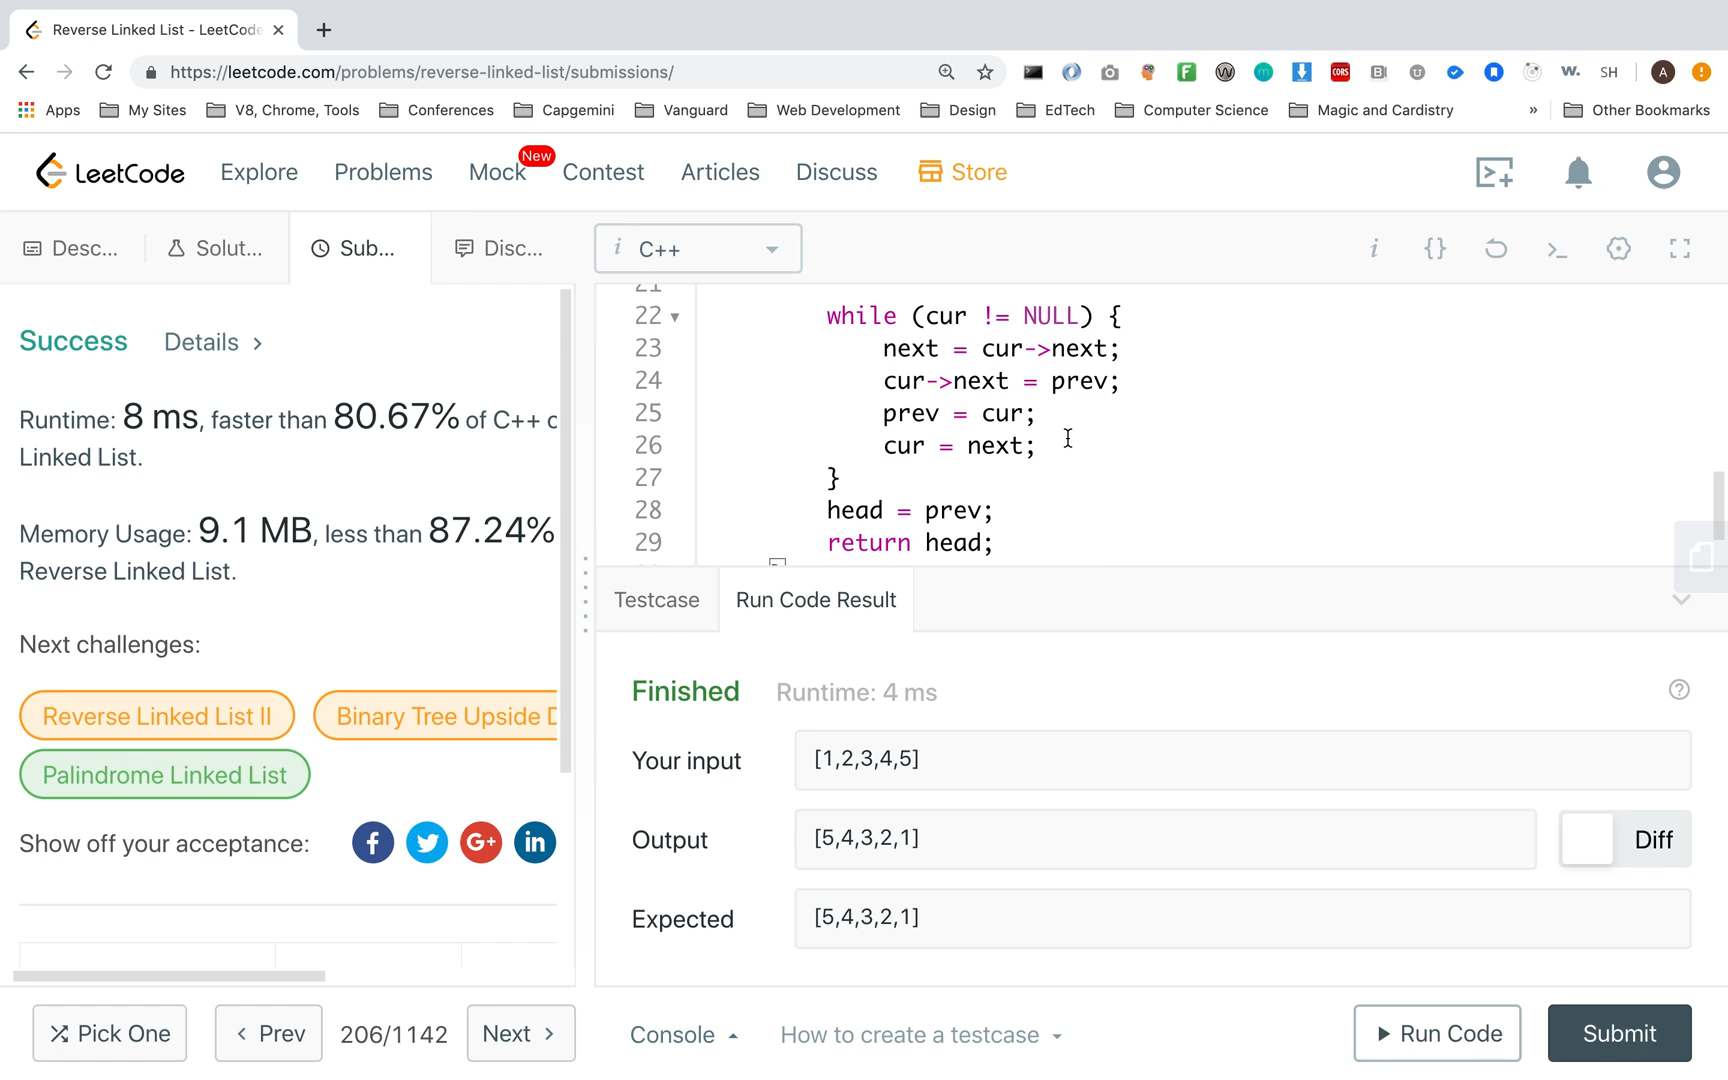 Reverse Linked List - LeetCode
https://leetcode.com/problems/reverse-linked-list/submissions/
CORS
W.
SH
A
Apps
My Sites
V8, Chrome, Tools
Conferences
Capgemini
Vanguard
Web Development
Design
EdTech
Computer Science
Magic and Cardistry
»
Other Bookmarks
LeetCode
Explore
Problems
Mock
New
Contest
Articles
Discuss
Store
Desc...
Solut...
Sub...
Disc...
i C++
Success
Details >
Runtime: 8 ms, faster than 80.67% of C++ o
Linked List.
Memory Usage: 9.1 MB, less than 87.24%
Reverse Linked List.
Next challenges:
Reverse Linked List II
Binary Tree Upside D
Palindrome Linked List
Show off your acceptance:
21
22 while (cur != NULL) {
23 next = cur->next;
24 cur->next = prev;
25 prev = cur;
26 cur = next;
27 }
28 head = prev;
29 return head;
Testcase
Run Code Result
Finished
Runtime: 4 ms
Your input
[1,2,3,4,5]
Output
[5,4,3,2,1]
Diff
Expected
[5,4,3,2,1]
Pick One
< Prev
206/1142
Next >
Console
How to create a testcase
Run Code
Submit